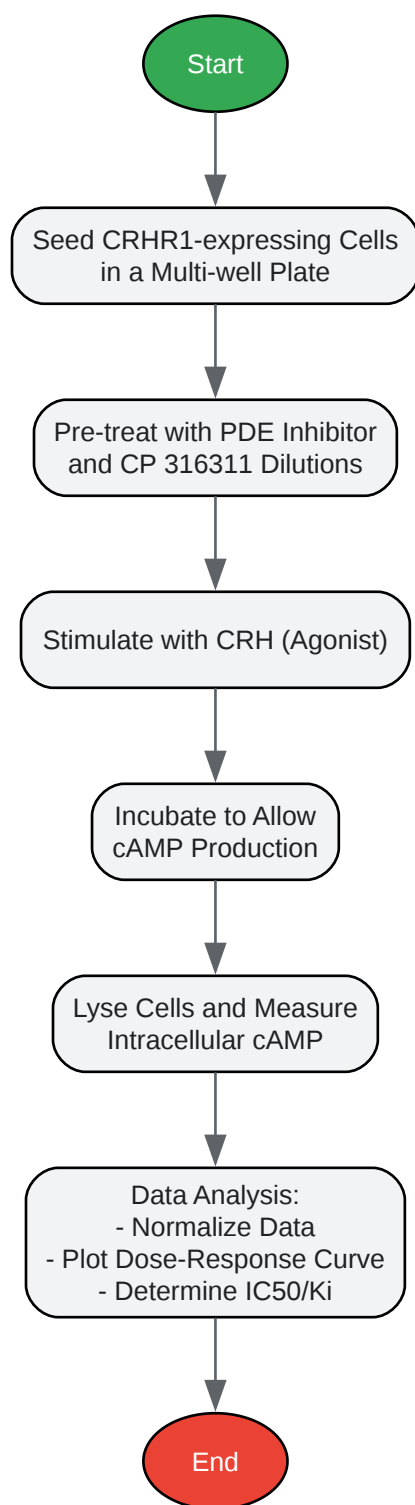 Start
Seed CRHR1-expressing Cells
in a Multi-well Plate
Pre-treat with PDE Inhibitor
and CP 316311 Dilutions
Stimulate with CRH (Agonist)
Incubate to Allow
cAMP Production
Lyse Cells and Measure
Intracellular cAMP
Data Analysis:
- Normalize Data
- Plot Dose-Response Curve
- Determine IC50/Ki
End